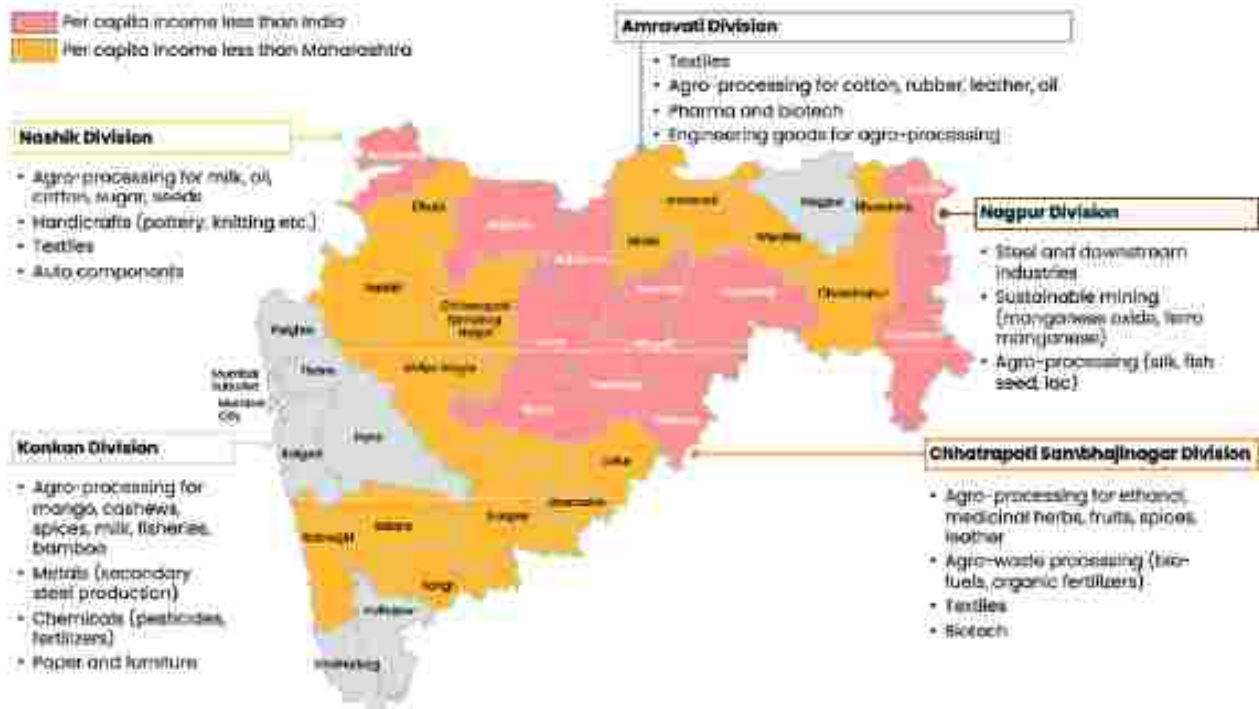 Per capita income less than India
Per capita income less than Maharashtra
Amravati Division
• Textiles
• Agro-processing for cotton, rubber, leather, oil
• Pharma and biotech
• Engineering goods for agro-processing
Nashik Division
• Agro-processing for milk, oil,
cotton, sugar, seeds
• Handicrafts (pottery, knitting etc.)
• Textiles
• Auto components
Nagpur Division
• Steel and downstream
industries
• Sustainable mining
(manganese oxide, ferro
manganese)
• Agro-processing (silk, fish
seed, lac)
Konkan Division
• Agro-processing for
mango, cashews,
spices, milk, fisheries,
bamboo
• Metals (secondary
steel production)
• Chemicals (pesticides,
fertilizers)
• Paper and furniture
Chhatrapati Sambhajinagar Division
• Agro-processing for ethanol,
medicinal herbs, fruits, spices,
leather
• Agro-waste processing (bio-
fuels, organic fertilizers)
• Textiles
• Biotech
Dhule
Nagpur
Bhandara
Wardha
Chandrapur
Nashik
Chhatrapati
Sambhaji
Nagar
Palghar
Thane
Mumbai
Suburban
Mumbai
City
Pune
Raigad
Latur
Satara
Ratnagiri
Sangli
Kolhapur
Sindhudurg